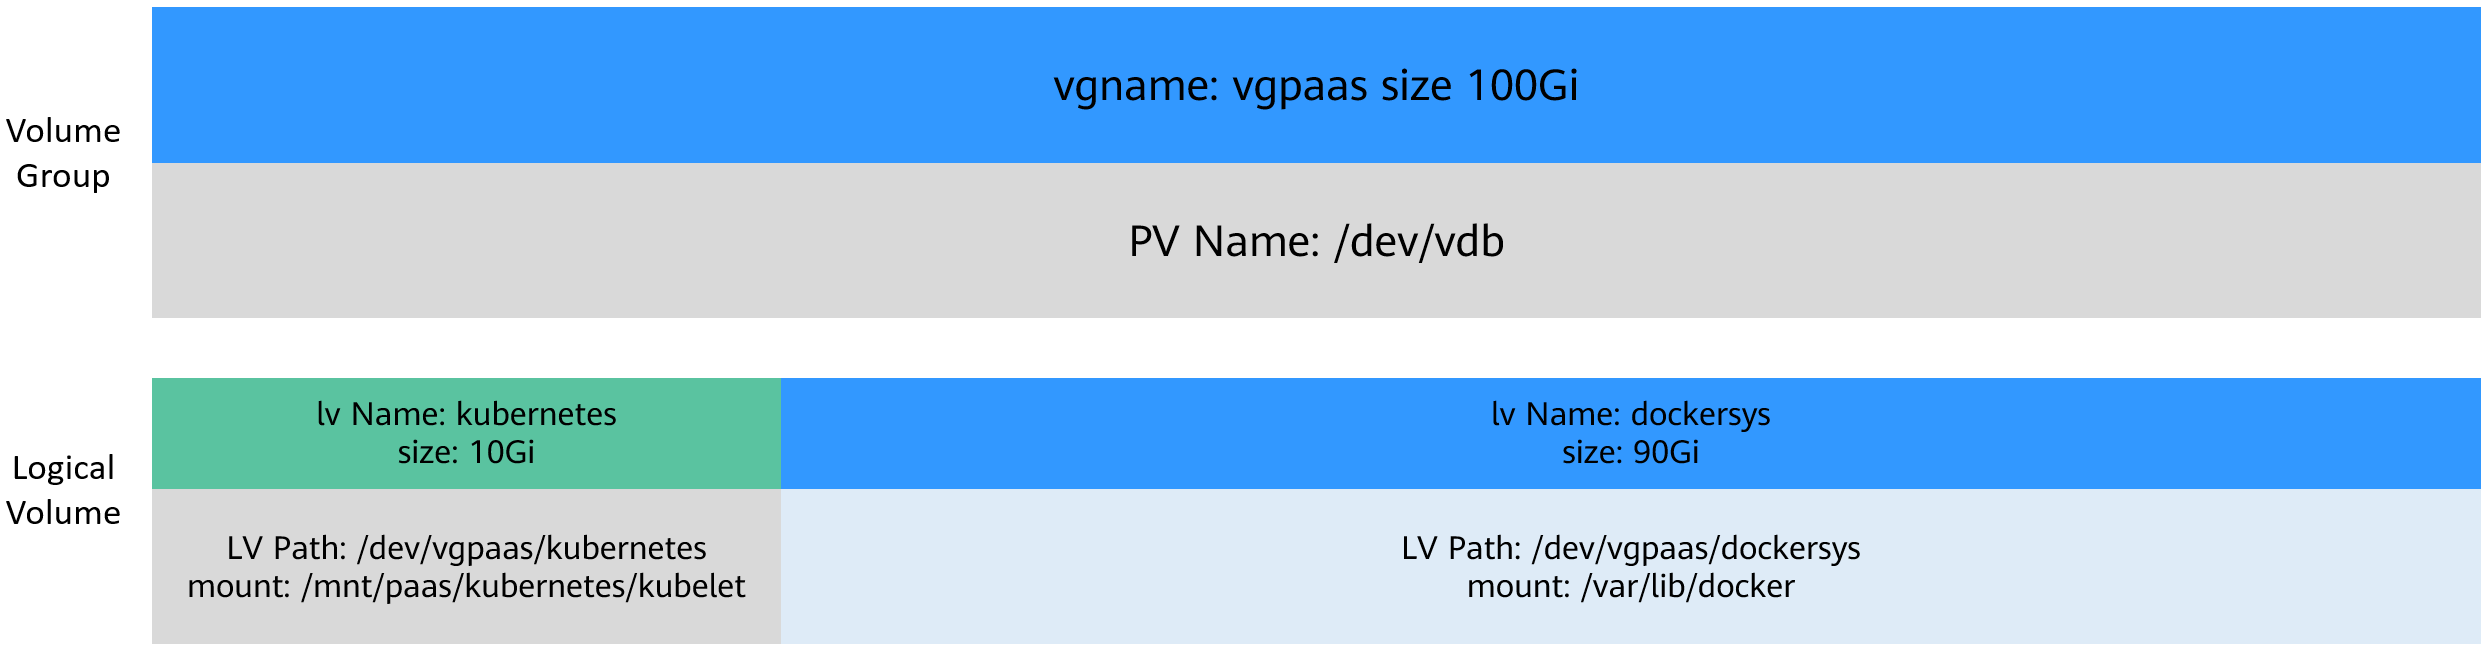 Volume
Group
vgname: vgpaas size 100Gi
PV Name: /dev/vdb
Logical
Volume
lv Name: kubernetes
size: 10Gi
LV Path: /dev/vgpaas/kubernetes
mount: /mnt/paas/kubernetes/kubelet
lv Name: dockersys
size: 90Gi
LV Path: /dev/vgpaas/dockersys
mount: /var/lib/docker